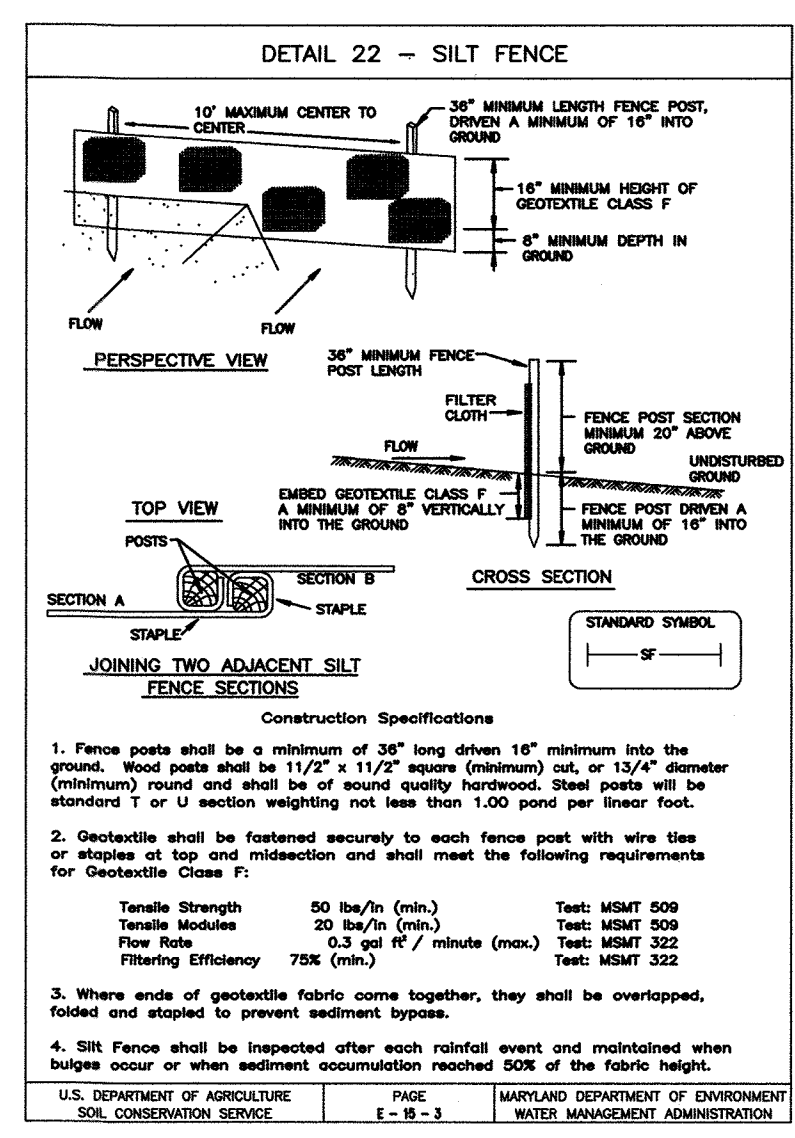 DETAIL 22 - SILT FENCE
10' MAXIMUM CENTER TO
CENTER
36" MINIMUM LENGTH FENCE POST,
DRIVEN A MINIMUM OF 16" INTO
GROUND
16" MINIMUM HEIGHT OF
GEOTEXTILE CLASS F
8" MINIMUM DEPTH IN
GROUND
FLOW
FLOW
PERSPECTIVE VIEW
36" MINIMUM FENCE
POST LENGTH
FILTER
CLOTH
FENCE POST SECTION
MINIMUM 20" ABOVE
GROUND
FLOW
UNDISTURBED
GROUND
EMBED GEOTEXTILE CLASS F
A MINIMUM OF 8" VERTICALLY
INTO THE GROUND
FENCE POST DRIVEN A
MINIMUM OF 16" INTO
THE GROUND
CROSS SECTION
TOP VIEW
POSTS
SECTION B
SECTION A
STAPLE
STAPLE
JOINING TWO ADJACENT SILT
FENCE SECTIONS
STANDARD SYMBOL
SF
Construction Specifications
1. Fence posts shall be a minimum of 36" long driven 16" minimum into the
ground. Wood posts shall be 11/2" x 11/2" square (minimum) cut, or 13/4" diameter
(minimum) round and shall be of sound quality hardwood. Steel posts will be
standard T or U section weighting not less than 1.00 pond per linear foot.
2. Geotextile shall be fastened securely to each fence post with wire ties
or staples at top and midsection and shall meet the following requirements
for Geotextile Class F:
Tensile Strength 50 lbs/in (min.) Test: MSMT 509
Tensile Modules 20 lbs/in (min.) Test: MSMT 509
Flow Rate 0.3 gal ft² / minute (max.) Test: MSMT 322
Filtering Efficiency 75% (min.) Test: MSMT 322
3. Where ends of geotextile fabric come together, they shall be overlapped,
folded and stapled to prevent sediment bypass.
4. Silt Fence shall be inspected after each rainfall event and maintained when
bulges occur or when sediment accumulation reached 50% of the fabric height.
U.S. DEPARTMENT OF AGRICULTURE
SOIL CONSERVATION SERVICE
PAGE
E - 15 - 3
MARYLAND DEPARTMENT OF ENVIRONMENT
WATER MANAGEMENT ADMINISTRATION